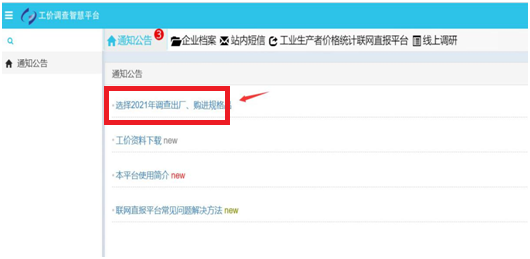 工价调查智慧平台
通知公告 3 企业档案 站内短信 工业生产者价格统计联网直报平台 线上调研
通知公告
通知公告
·选择2021年调查出厂、购进规格品
·工价资料下载 new
·本平台使用简介 new
·联网直报平台常见问题解决方法 new